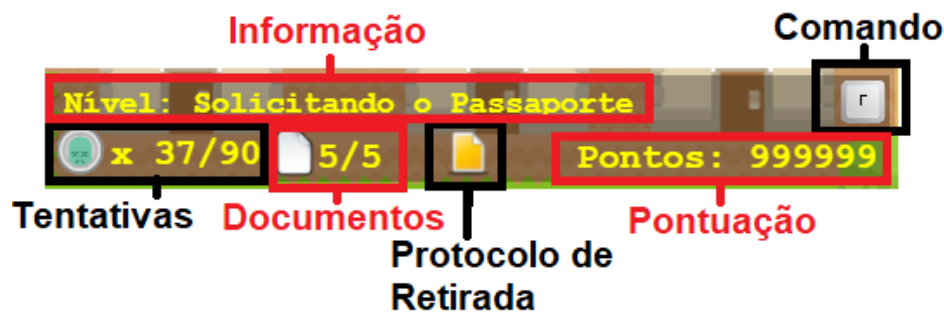 Informação
Comando
Nível: Solicitando o Passaporte
r
x 37/90
5/5
Pontos: 999999
Tentativas
Documentos
Pontuação
Protocolo de
Retirada